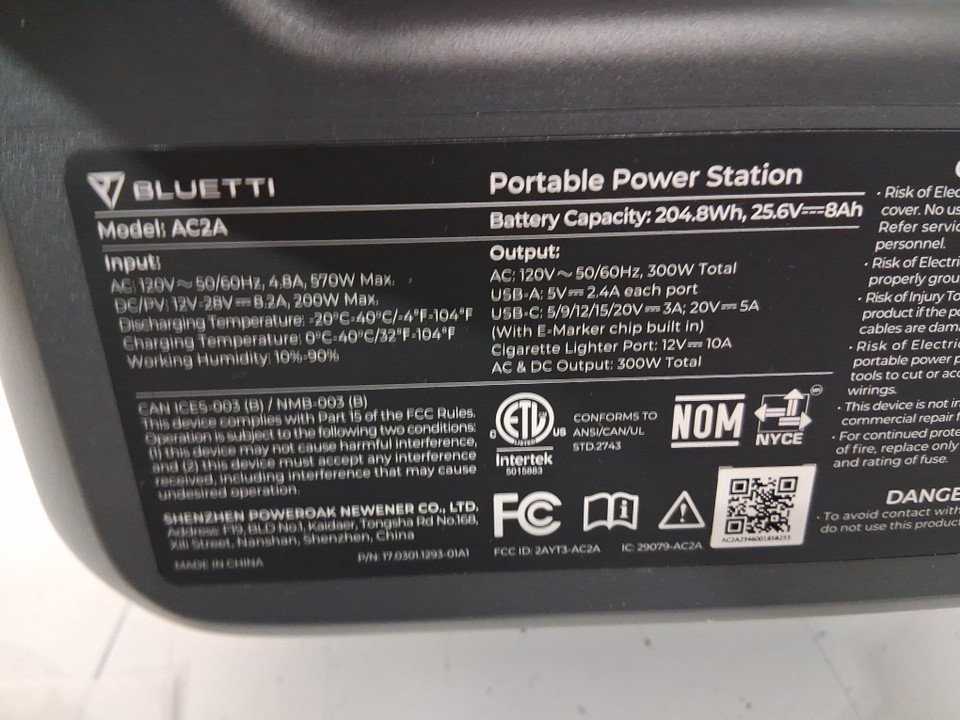 BLUETTI
Portable Power Station
Model: AC2A
Battery Capacity: 204.8Wh, 25.6V⎓8Ah
Input:
AC: 120V～ 50/60Hz, 4.8A, 570W Max.
DC/PV: 12V-28V⎓8.2A, 200W Max.
Discharging Temperature: -20°C-40°C/-4°F-104°F
Charging Temperature: 0°C-40°C/32°F-104°F
Working Humidity: 10%-90%
Output:
AC: 120V～ 50/60Hz, 300W Total
USB-A: 5V⎓2.4A each port
USB-C: 5/9/12/15/20V⎓3A; 20V⎓5A
(With E-Marker chip built in)
Cigarette Lighter Port: 12V⎓10A
AC & DC Output: 300W Total
CAN ICES-003 (B) / NMB-003 (B)
This device complies with Part 15 of the FCC Rules.
Operation is subject to the following two conditions:
(1) this device may not cause harmful interference,
and (2) this device must accept any interference
received, including interference that may cause
undesired operation.
SHENZHEN POWEROAK NEWENER CO., LTD.
Address: F19, BLD No.1, Kaidaer, Tongsha Rd No.168,
Xili Street, Nanshan, Shenzhen, China
MADE IN CHINA
P/N: 17.0301.1293-01A1
ETL
LISTED
C US
Intertek
5015883
CONFORMS TO
ANSI/CAN/UL
STD.2743
NOM
NYCE
FC
FCC ID: 2AYT3-AC2A
IC: 29079-AC2A
• Risk of Elec
cover. No us
Refer servic
personnel.
• Risk of Electri
properly groun
• Risk of Injury To
product if the po
cables are dama
• Risk of Electric
portable power p
tools to cut or acc
wirings.
• This device is not in
commercial repair f
• For continued prote
of fire, replace only
and rating of fuse.
DANGE
• To avoid contact with
do not use this product